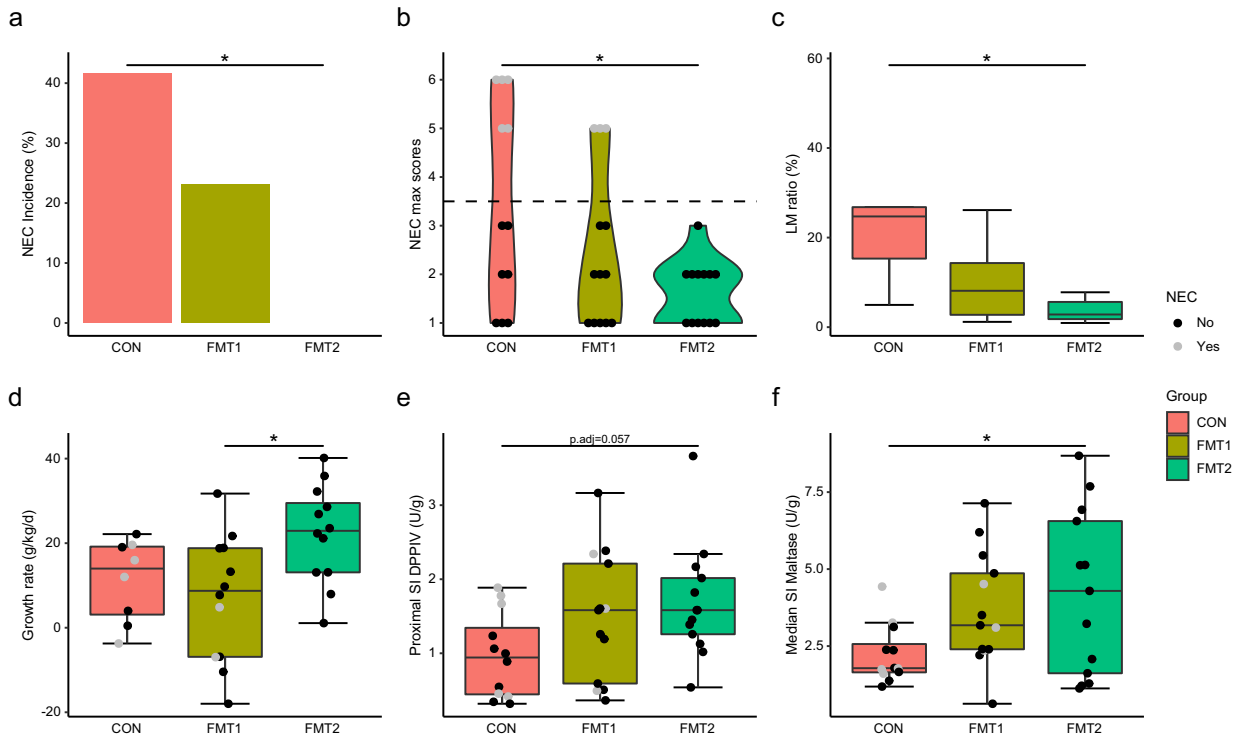 a
b
c
*
*
*
NEC Incidence (%)
40
30
20
10
0
CON
FMT1
FMT2
NEC max scores
6
5
4
3
2
1
CON
FMT1
FMT2
LM ratio (%)
60
40
20
0
CON
FMT1
FMT2
NEC
No
Yes
Group
CON
FMT1
FMT2
d
e
f
*
p.adj=0.057
*
Growth rate (g/kg/d)
40
20
0
-20
CON
FMT1
FMT2
Proximal SI DPPIV (U/g)
3
2
1
CON
FMT1
FMT2
Median SI Maltase (U/g)
7.5
5.0
2.5
CON
FMT1
FMT2